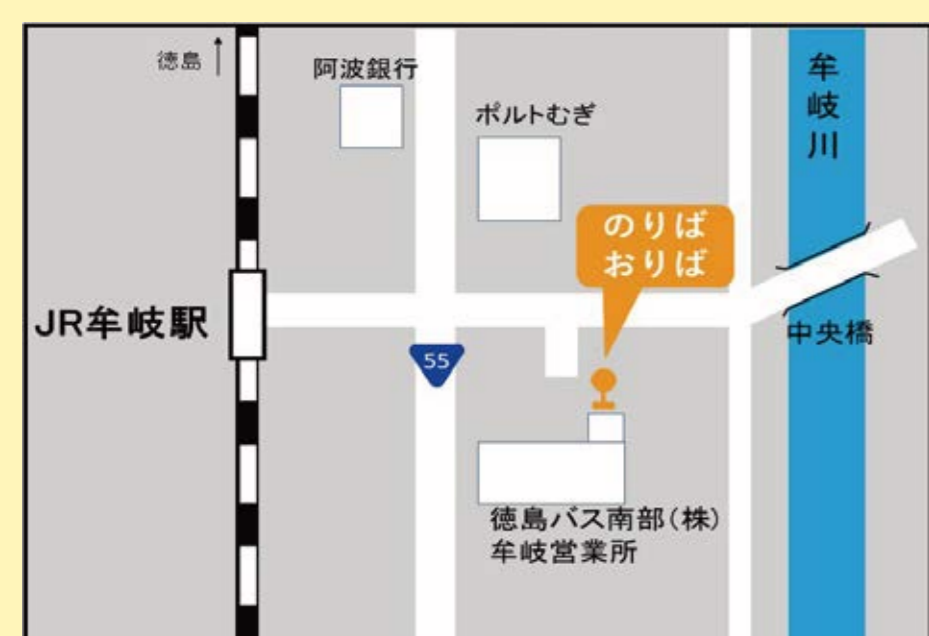 徳島
阿波銀行
ポルトむぎ
牟岐川
のりば
おりば
JR牟岐駅
中央橋
55
徳島バス南部(株)
牟岐営業所